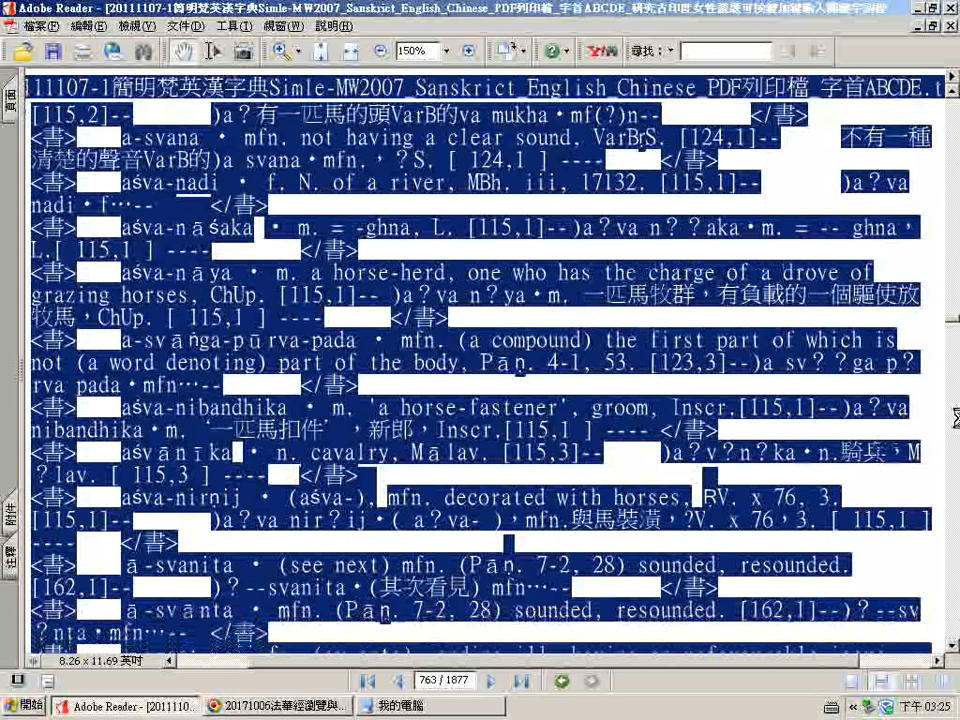 Adobe Reader - [20111107-1簡明梵英漢字典Simle-MW2007_Sanskrict_English_Chinese_PDF列印檔_字首ABCDE_研究古印度女性
檔案(F) 編輯(E) 檢視(V) 文件(D) 工具(T) 視窗(W) 說明(H)
150% 尋找：
11107-1簡明梵英漢字典Simle-MW2007_Sanskrict_English_Chinese_PDF列印檔_字首ABCDE.t
[115,2]-- )a？有一匹馬的頭VarB的va mukha·mf(?)n-- </書>
<書> a-svana · mfn. not having a clear sound, VarBrS. [124,1]-- 不有一種
清楚的聲音VarB的)a svana·mfn.，？S. [ 124,1 ] ---- </書>
<書> aśva-nadi · f. N. of a river, MBh. iii, 17132. [115,1]-- )a？va
nadi·f…-- </書>
<書> aśva-nāśaka · m. = -ghna, L. [115,1]--)a？va n？？aka·m. = -- ghna，
L.[ 115,1 ] ---- </書>
<書> aśva-nāya · m. a horse-herd, one who has the charge of a drove of
grazing horses, ChUp. [115,1]-- )a？va n？ya·m. 一匹馬牧群，有負載的一個驅使放
牧馬，ChUp. [ 115,1 ] ---- </書>
<書> a-svāṅga-pūrva-pada · mfn. (a compound) the first part of which is
not (a word denoting) part of the body, Pāṇ. 4-1, 53. [123,3]--)a sv？？ga p？
rva pada·mfn…-- </書>
<書> aśva-nibandhika · m. 'a horse-fastener', groom, Inscr.[115,1]--)a？va
nibandhika·m. ‘一匹馬扣件’，新郎，Inscr.[115,1 ] ---- </書>
<書> aśvānīka · n. cavalry, Mālav. [115,3]-- )a？v？n？ka·n.騎兵，M
？lav. [ 115,3 ] ---- </書>
<書> aśva-nirṇij · (aśva-), mfn. decorated with horses, RV. x 76, 3.
[115,1]-- )a？va nir？ij·( a？va- )，mfn.與馬裝潢，？V. x 76，3. [ 115,1 ]
---- </書>
<書> ā-svanita · (see next) mfn. (Pāṇ. 7-2, 28) sounded, resounded.
[162,1]-- )？--svanita·(其次看見) mfn…-- </書>
<書> ā-svānta · mfn. (Pāṇ. 7-2, 28) sounded, resounded. [162,1]--)？--sv
？nta·mfn…-- </書>
8.26 x 11.69 英吋
763 / 1877
頁面
附件
註釋
開始 Adobe Reader - [2011110... 20171006法華經瀏覽與... 我的電腦 下午 03:25